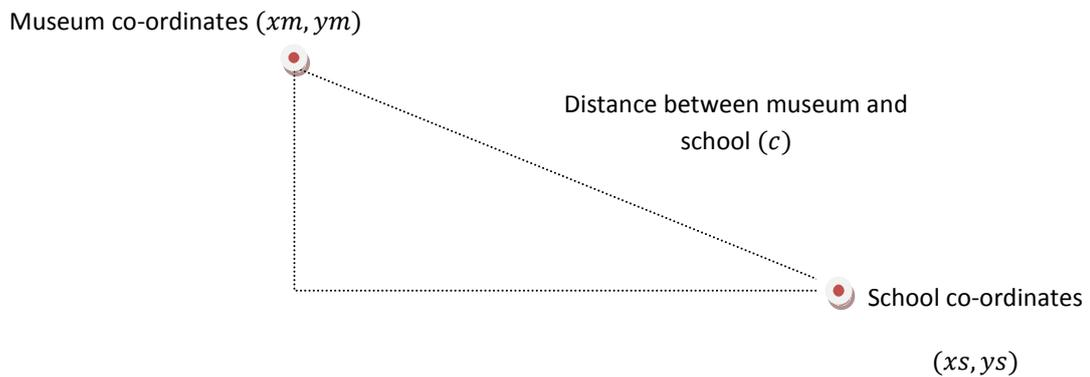 Museum co-ordinates (xm, ym)
Distance between museum and
school (c)
School co-ordinates
(xs, ys)